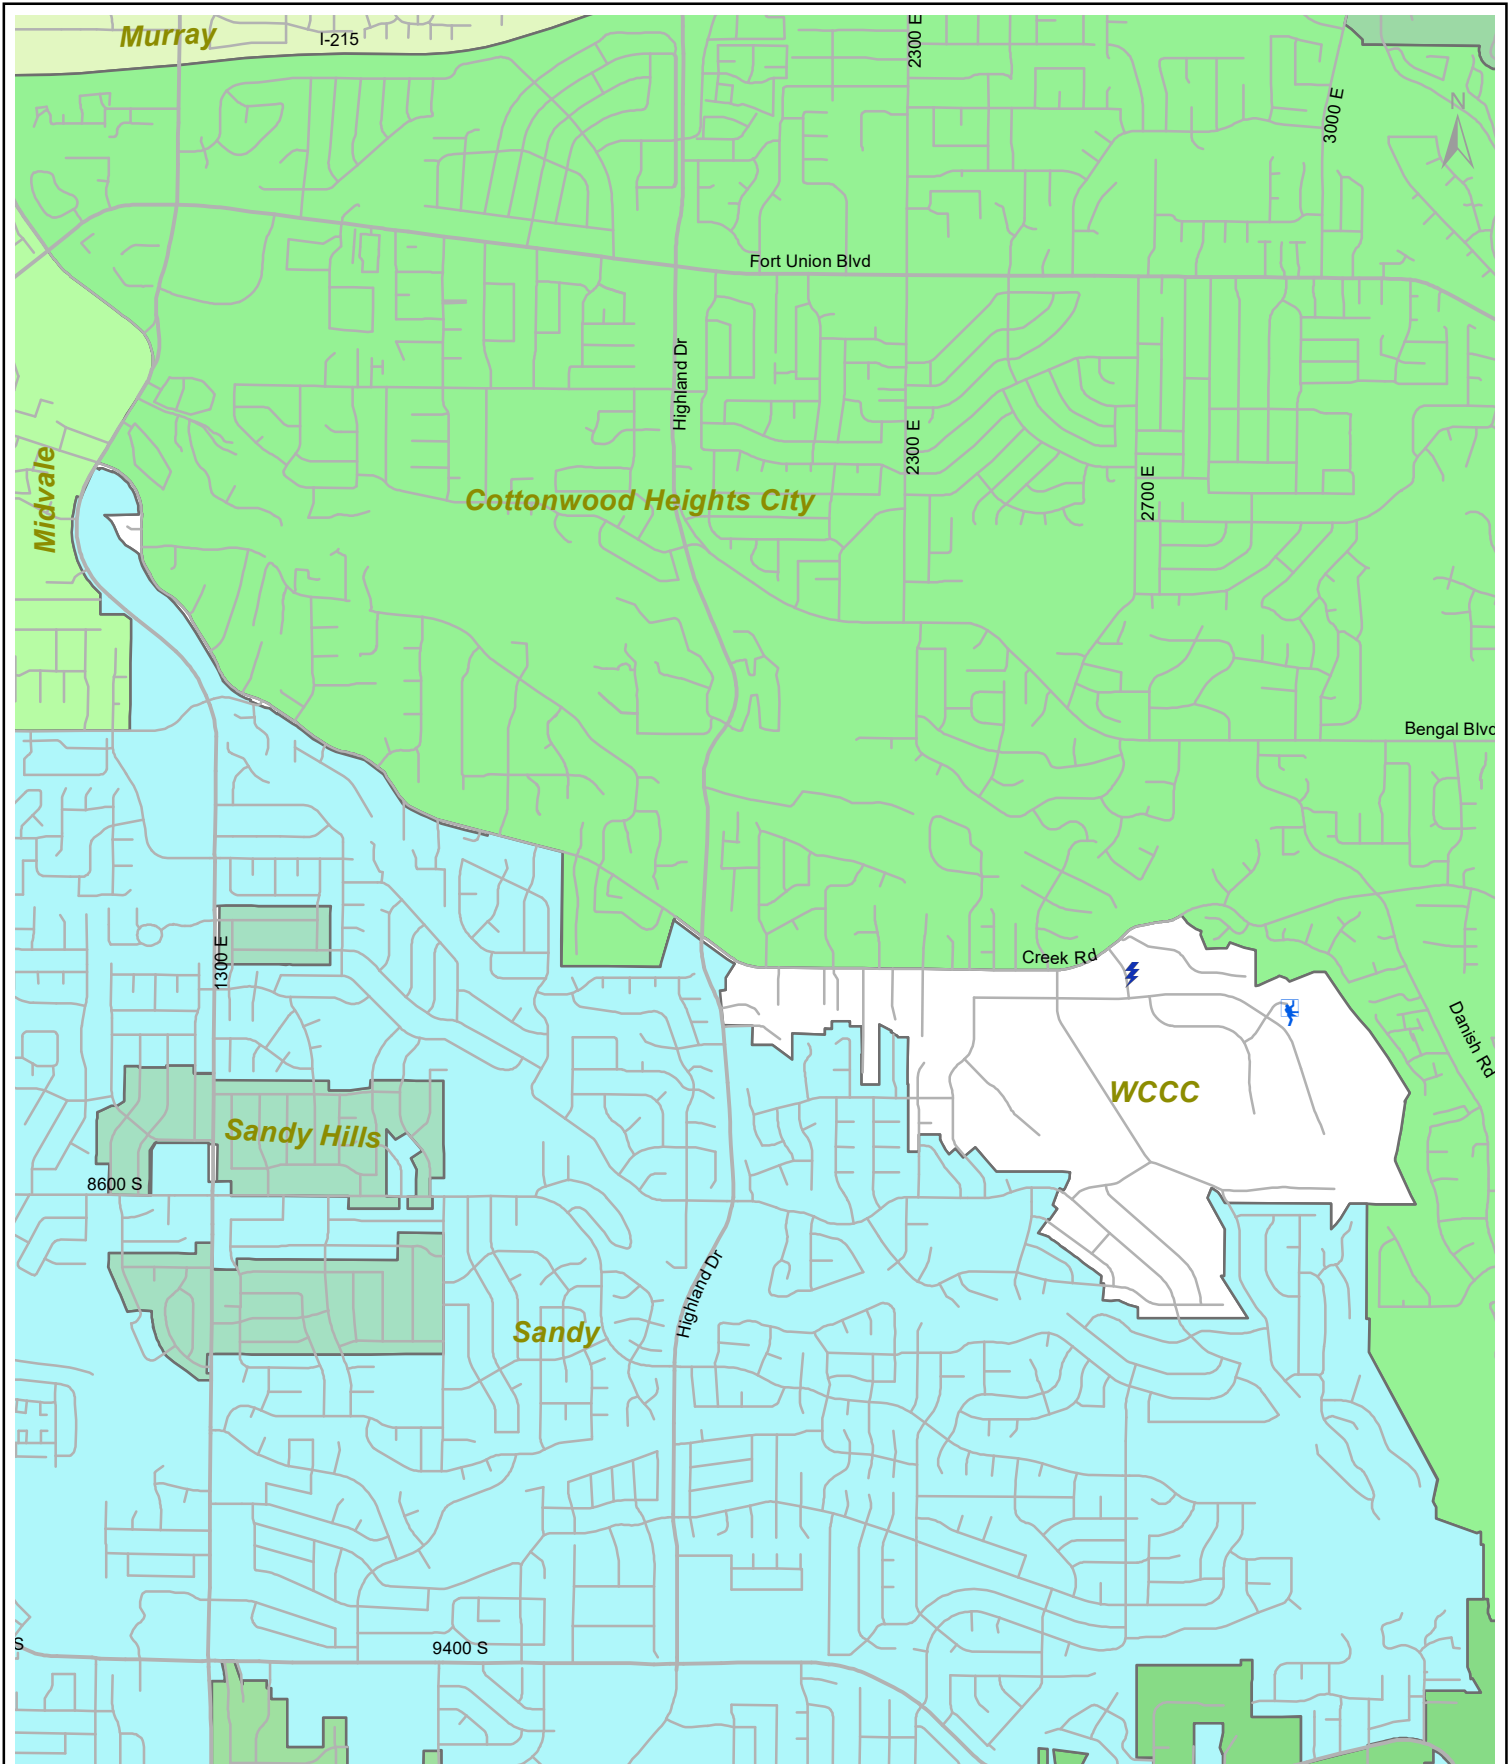 Murray
I-215
2300 E
3000 E
N
Fort Union Blvd
Highland Dr
2300 E
Midvale
Cottonwood Heights City
2700 E
Bengal Blvd
1300 E
Creek Rd
Danish Rd
WCCC
Sandy Hills
8600 S
Highland Dr
Sandy
S
9400 S